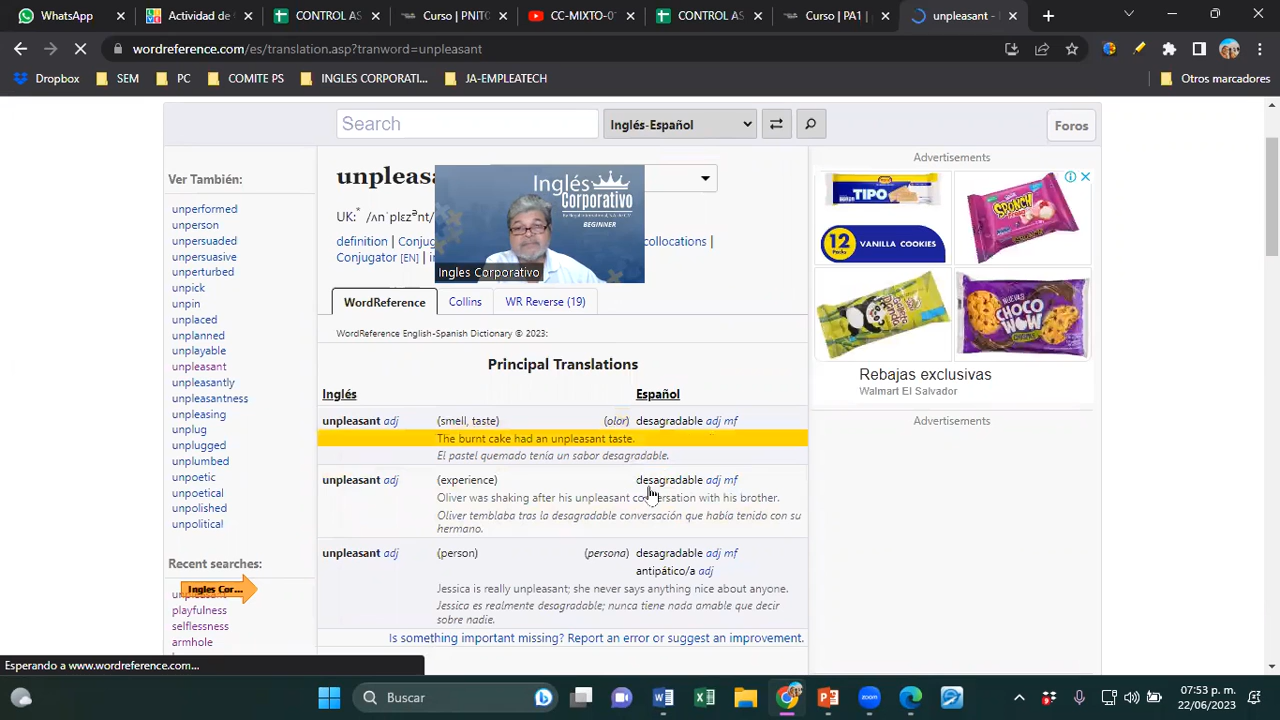 WhatsApp
Actividad de
CONTROL AS
Curso | PNIT
CC-MIXTO-0
CONTROL AS
Curso | PA1 |
unpleasant -
wordreference.com/es/translation.asp?tranword=unpleasant
Dropbox
SEM
PC
COMITE PS
INGLES CORPORATI...
JA-EMPLEATECH
Otros marcadores
Search
Inglés-Español
Foros
Ver También:
unperformed
unperson
unpersuaded
unpersuasive
unperturbed
unpick
unpin
unplaced
unplanned
unplayable
unpleasant
unpleasantly
unpleasantness
unpleasing
unplug
unplugged
unplumbed
unpoetic
unpoetical
unpolished
unpolitical
Recent searches:
Ingles Cor...
playfulness
selflessness
armhole
unpleasa
UK:* /ʌnˈplɛzənt/
definition | Conjug
ollocations |
Conjugator [EN] | in
Inglés
Corporativo
BEGINNER
Ingles Corporativo
WordReference
Collins
WR Reverse (19)
WordReference English-Spanish Dictionary © 2023:
Principal Translations
Inglés Español
unpleasant adj (smell, taste) (olor) desagradable adj mf
The burnt cake had an unpleasant taste.
El pastel quemado tenía un sabor desagradable.
unpleasant adj (experience) desagradable adj mf
Oliver was shaking after his unpleasant conversation with his brother.
Oliver temblaba tras la desagradable conversación que había tenido con su
hermano.
unpleasant adj (person) (persona) desagradable adj mf
antipático/a adj
Jessica is really unpleasant; she never says anything nice about anyone.
Jessica es realmente desagradable; nunca tiene nada amable que decir
sobre nadie.
Is something important missing? Report an error or suggest an improvement.
Advertisements
TIPO
12
Packs
VANILLA COOKIES
SPONCH
CHOCO
WOW
Rebajas exclusivas
Walmart El Salvador
Advertisements
Esperando a www.wordreference.com...
Buscar
07:53 p. m.
22/06/2023